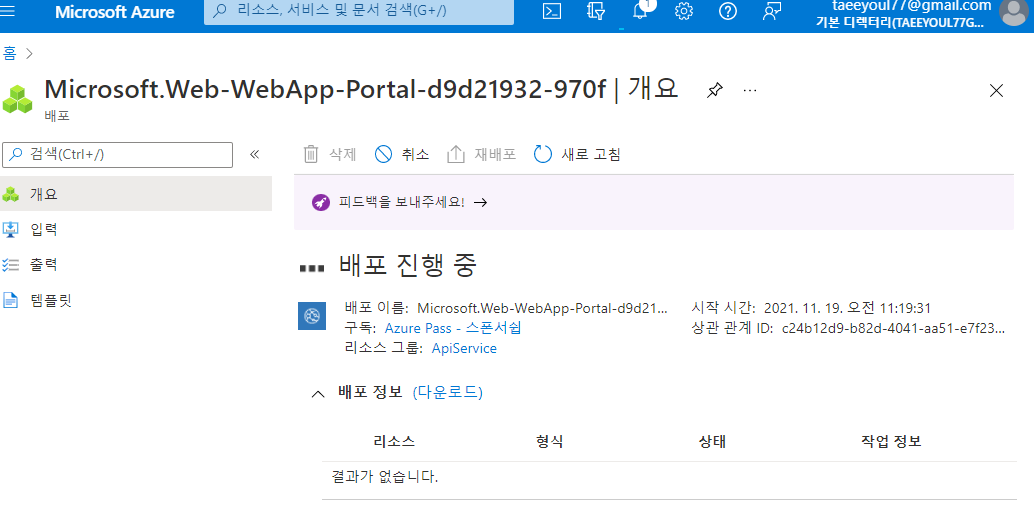 Microsoft Azure
리소스, 서비스 및 문서 검색(G+/)
1
taeeyoul77@gmail.com
기본 디렉터리(TAEEYOUL77G...
홈
Microsoft.Web-WebApp-Portal-d9d21932-970f | 개요
배포
검색(Ctrl+/)
«
삭제
취소
재배포
새로 고침
개요
입력
출력
템플릿
피드백을 보내주세요! →
배포 진행 중
배포 이름: Microsoft.Web-WebApp-Portal-d9d21...
시작 시간: 2021. 11. 19. 오전 11:19:31
구독: Azure Pass - 스폰서쉽
상관 관계 ID: c24b12d9-b82d-4041-aa51-e7f23...
리소스 그룹: ApiService
배포 정보 (다운로드)
리소스 형식 상태 작업 정보
결과가 없습니다.